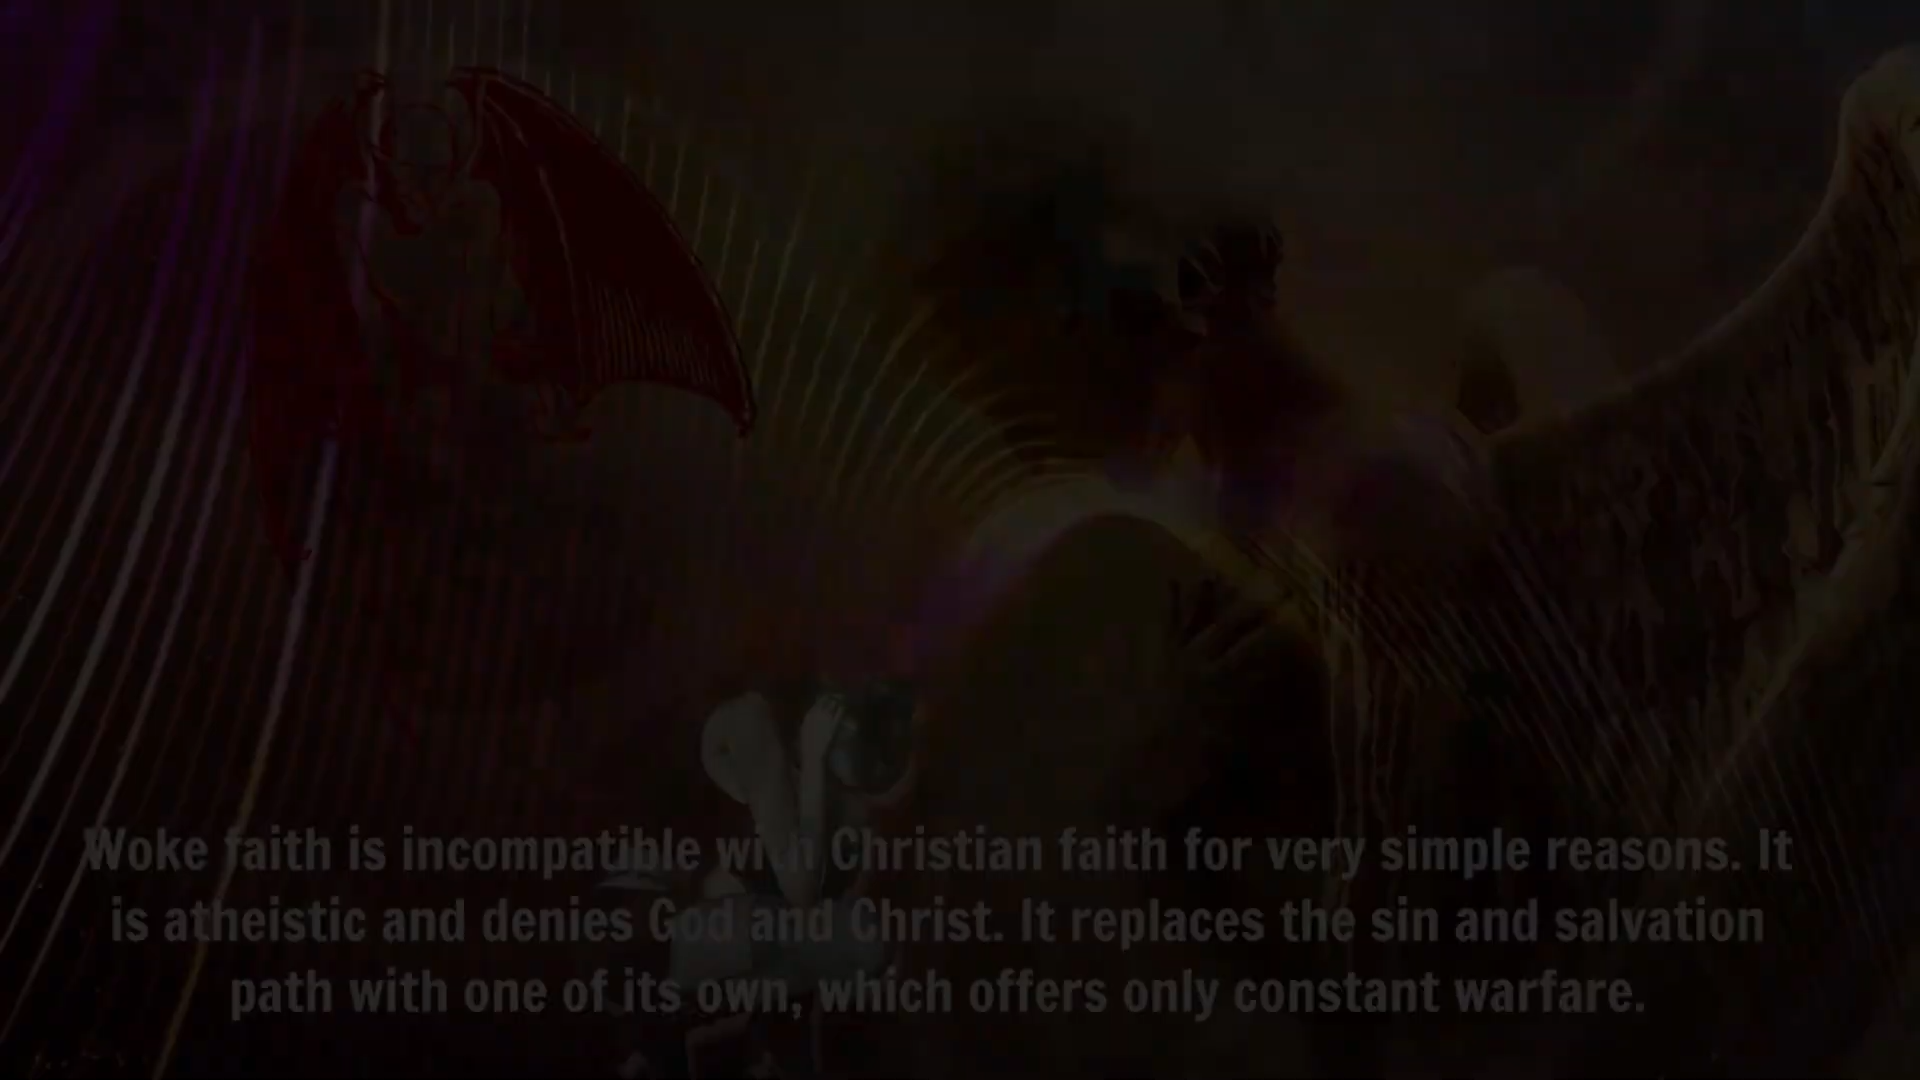 Woke faith is incompatible with Christian faith for very simple reasons. It
is atheistic and denies God and Christ. It replaces the sin and salvation
path with one of its own, which offers only constant warfare.